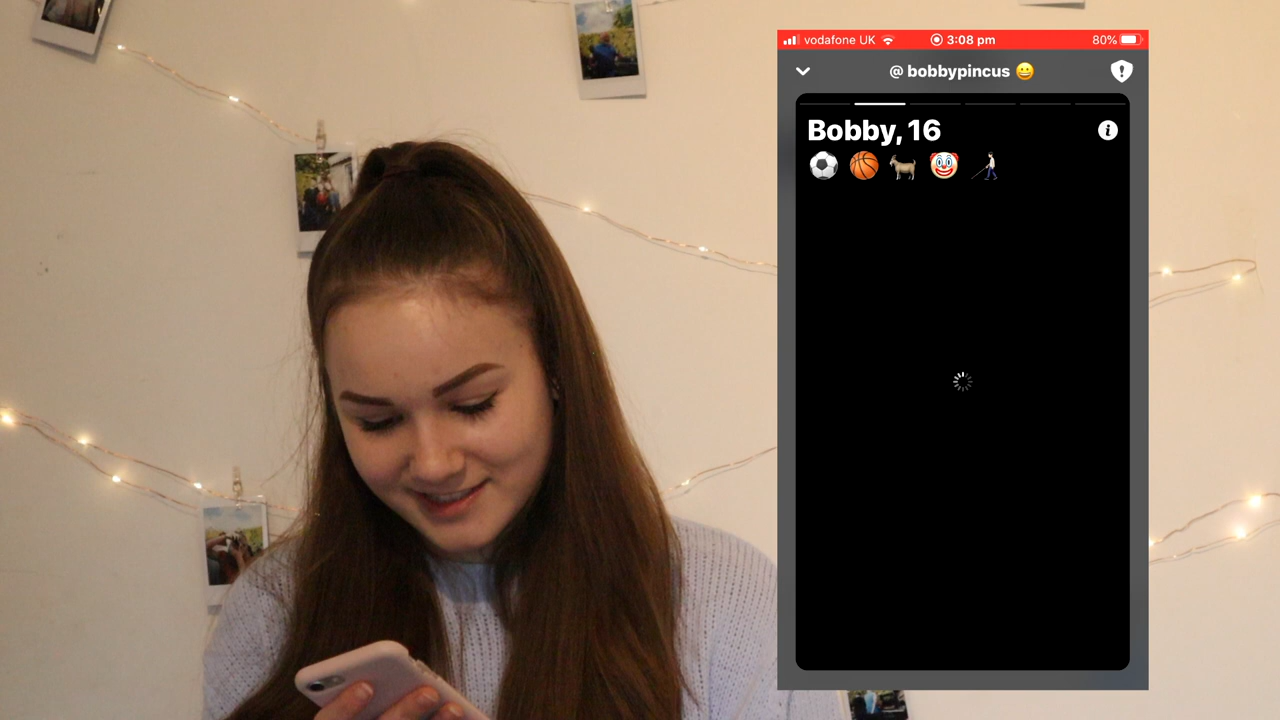 vodafone UK 3:08 pm 80%
@ bobbypincus 😀
Bobby, 16
⚽ 🏀 🐐 🤡 👨‍🦯